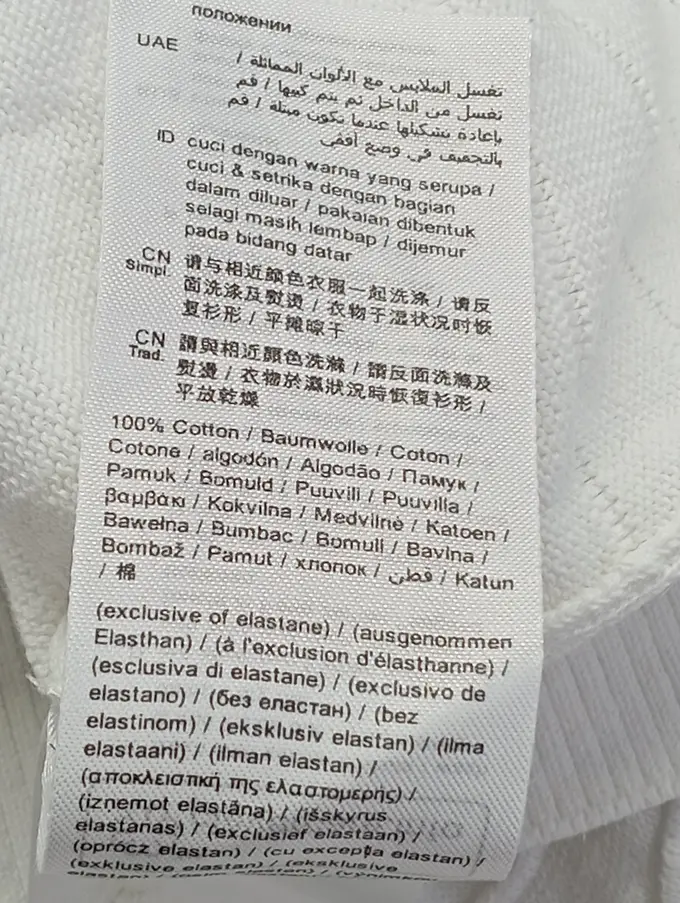 положении
UAE
تغسل الملابس مع الألوان المماثلة /
تغسل من الداخل ثم يتم كيها / قم
بإعادة تشكيلها عندما تكون مبتلة / قم
بالتجفيف في وضع أفقي
ID cuci dengan warna yang serupa /
cuci & setrika dengan bagian
dalam diluar / pakaian dibentuk
selagi masih lembap / dijemur
pada bidang datar
CN Simpl. 请与相近颜色衣服一起洗涤 / 请反
面洗涤及熨烫 / 衣物于湿状况时恢
复衫形 / 平摊晾干
CN Trad. 請與相近顏色洗滌 / 請反面洗滌及
熨燙 / 衣物於濕狀況時恢復衫形 /
平放乾燥
100% Cotton / Baumwolle / Coton /
Cotone / algodón / Algodão / Памук /
Pamuk / Bomuld / Puuvill / Puuvilla /
βαμβάκι / Kokvilna / Medvilnė / Katoen /
Bawełna / Bumbac / Bomull / Bavlna /
Bombaž / Pamut / хлопок / قطن / Katun
/ 棉
(exclusive of elastane) / (ausgenommen
Elasthan) / (à l'exclusion d'élasthanne) /
(esclusiva di elastane) / (exclusivo de
elastano) / (без еластан) / (bez
elastinom) / (eksklusiv elastan) / (ilma
elastaani) / (ilman elastan) /
(αποκλειστική της ελαστομερής) /
(izņemot elastāna) / (išskyrus
elastanas) / (exclusief elastaan) /
(oprócz elastan) / (cu excepţia elastan) /
(exklusive elastan) / (eksklusive